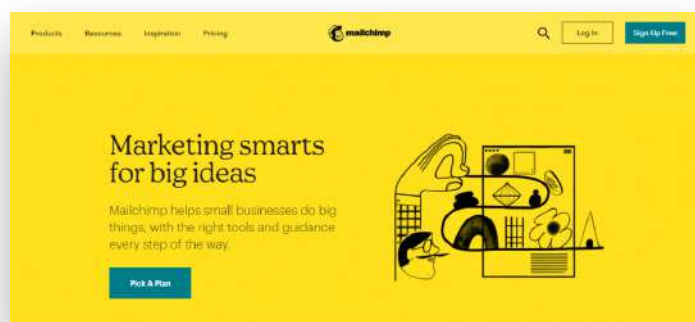 Products Resources Inspiration Pricing mailchimp Log In Sign Up Free
Marketing smarts
for big ideas
Mailchimp helps small businesses do big
things, with the right tools and guidance
every step of the way.
Pick A Plan